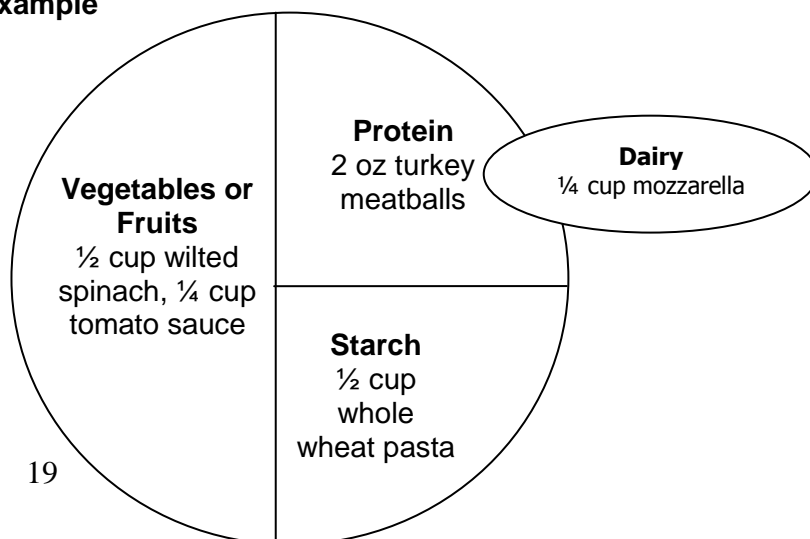 xample
Vegetables or
Fruits
½ cup wilted
spinach, ¼ cup
tomato sauce
Protein
2 oz turkey
meatballs
Dairy
¼ cup mozzarella
Starch
½ cup
whole
wheat pasta
19